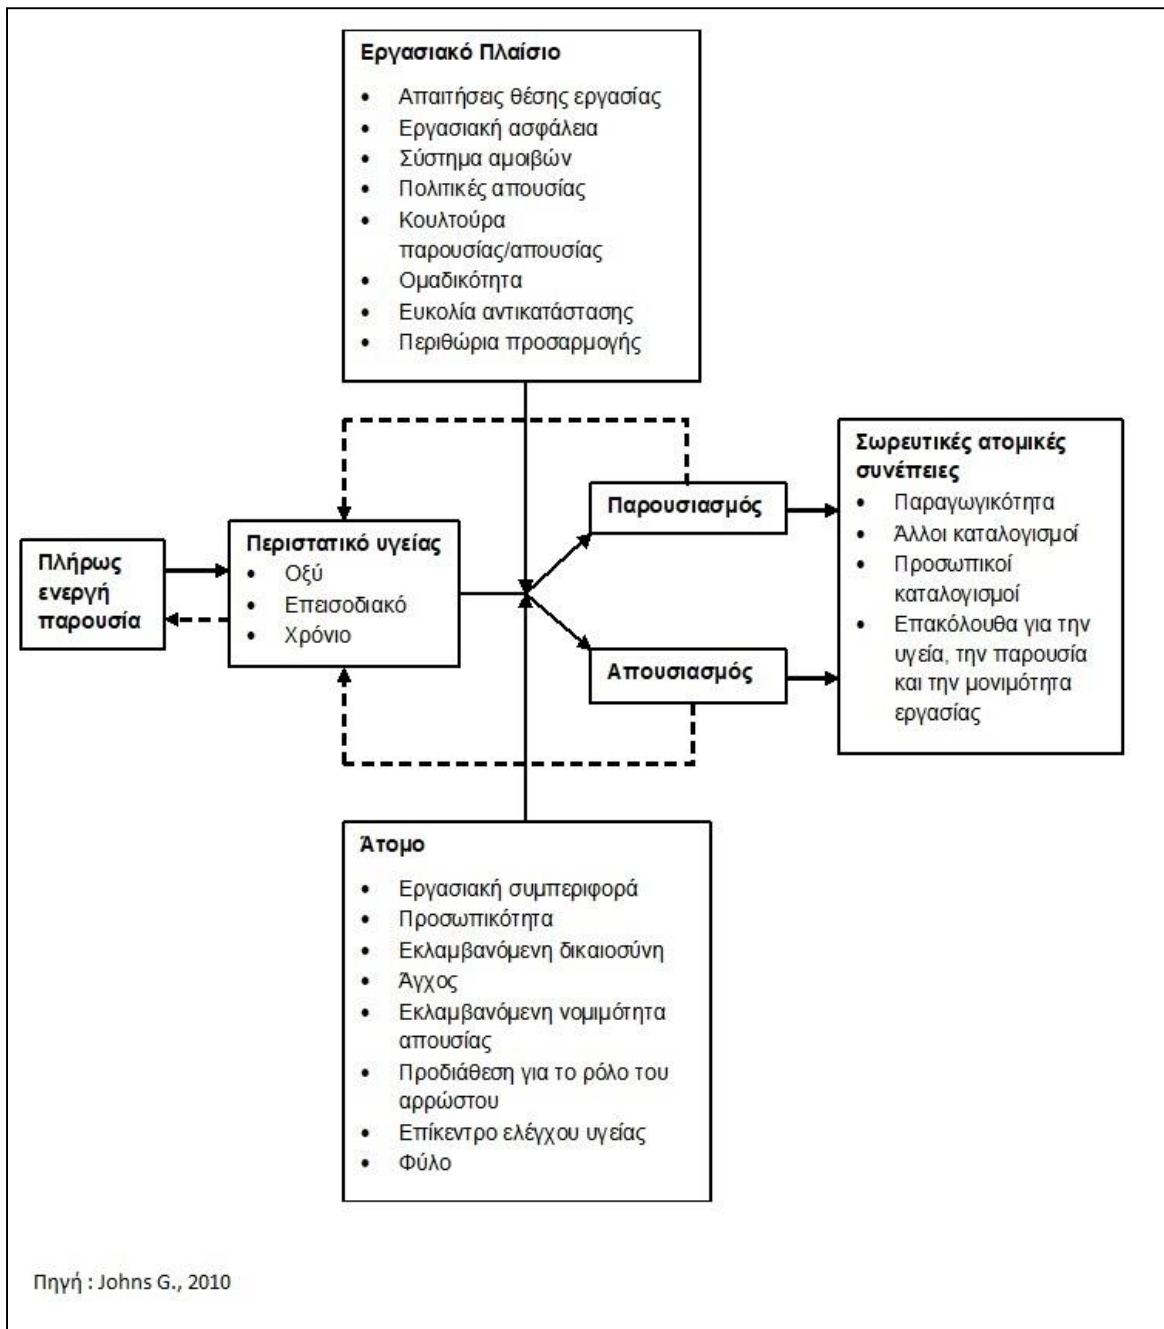 Εργασιακό Πλαίσιο
• Απαιτήσεις θέσης εργασίας
• Εργασιακή ασφάλεια
• Σύστημα αμοιβών
• Πολιτικές απουσίας
• Κουλτούρα
παρουσίας/απουσίας
• Ομαδικότητα
• Ευκολία αντικατάστασης
• Περιθώρια προσαρμογής
Πλήρως
ενεργή
παρουσία
Περιστατικό υγείας
• Οξύ
• Επεισοδιακό
• Χρόνιο
Παρουσιασμός
Απουσιασμός
Σωρευτικές ατομικές
συνέπειες
• Παραγωγικότητα
• Άλλοι καταλογισμοί
• Προσωπικοί
καταλογισμοί
• Επακόλουθα για την
υγεία, την παρουσία
και την μονιμότητα
εργασίας
Άτομο
• Εργασιακή συμπεριφορά
• Προσωπικότητα
• Εκλαμβανόμενη δικαιοσύνη
• Άγχος
• Εκλαμβανόμενη νομιμότητα
απουσίας
• Προδιάθεση για το ρόλο του
αρρώστου
• Επίκεντρο ελέγχου υγείας
• Φύλο
Πηγή : Johns G., 2010